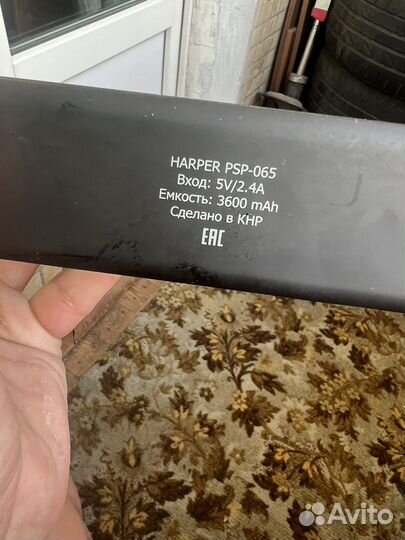 HARPER PSP-065
Вход: 5V/2.4A
Емкость: 3600 mAh
Сделано в КНР
EAC
Avito